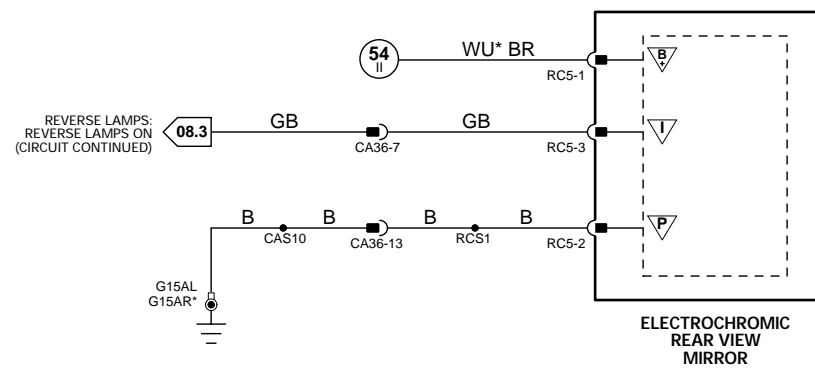 54
II
WU* BR
RC5-1
B
+
REVERSE LAMPS:
REVERSE LAMPS ON
(CIRCUIT CONTINUED)
08.3
GB
CA36-7
GB
RC5-3
I
B
CAS10
B
CA36-13
B
RCS1
B
RC5-2
P
G15AL
G15AR*
ELECTROCHROMIC
REAR VIEW
MIRROR